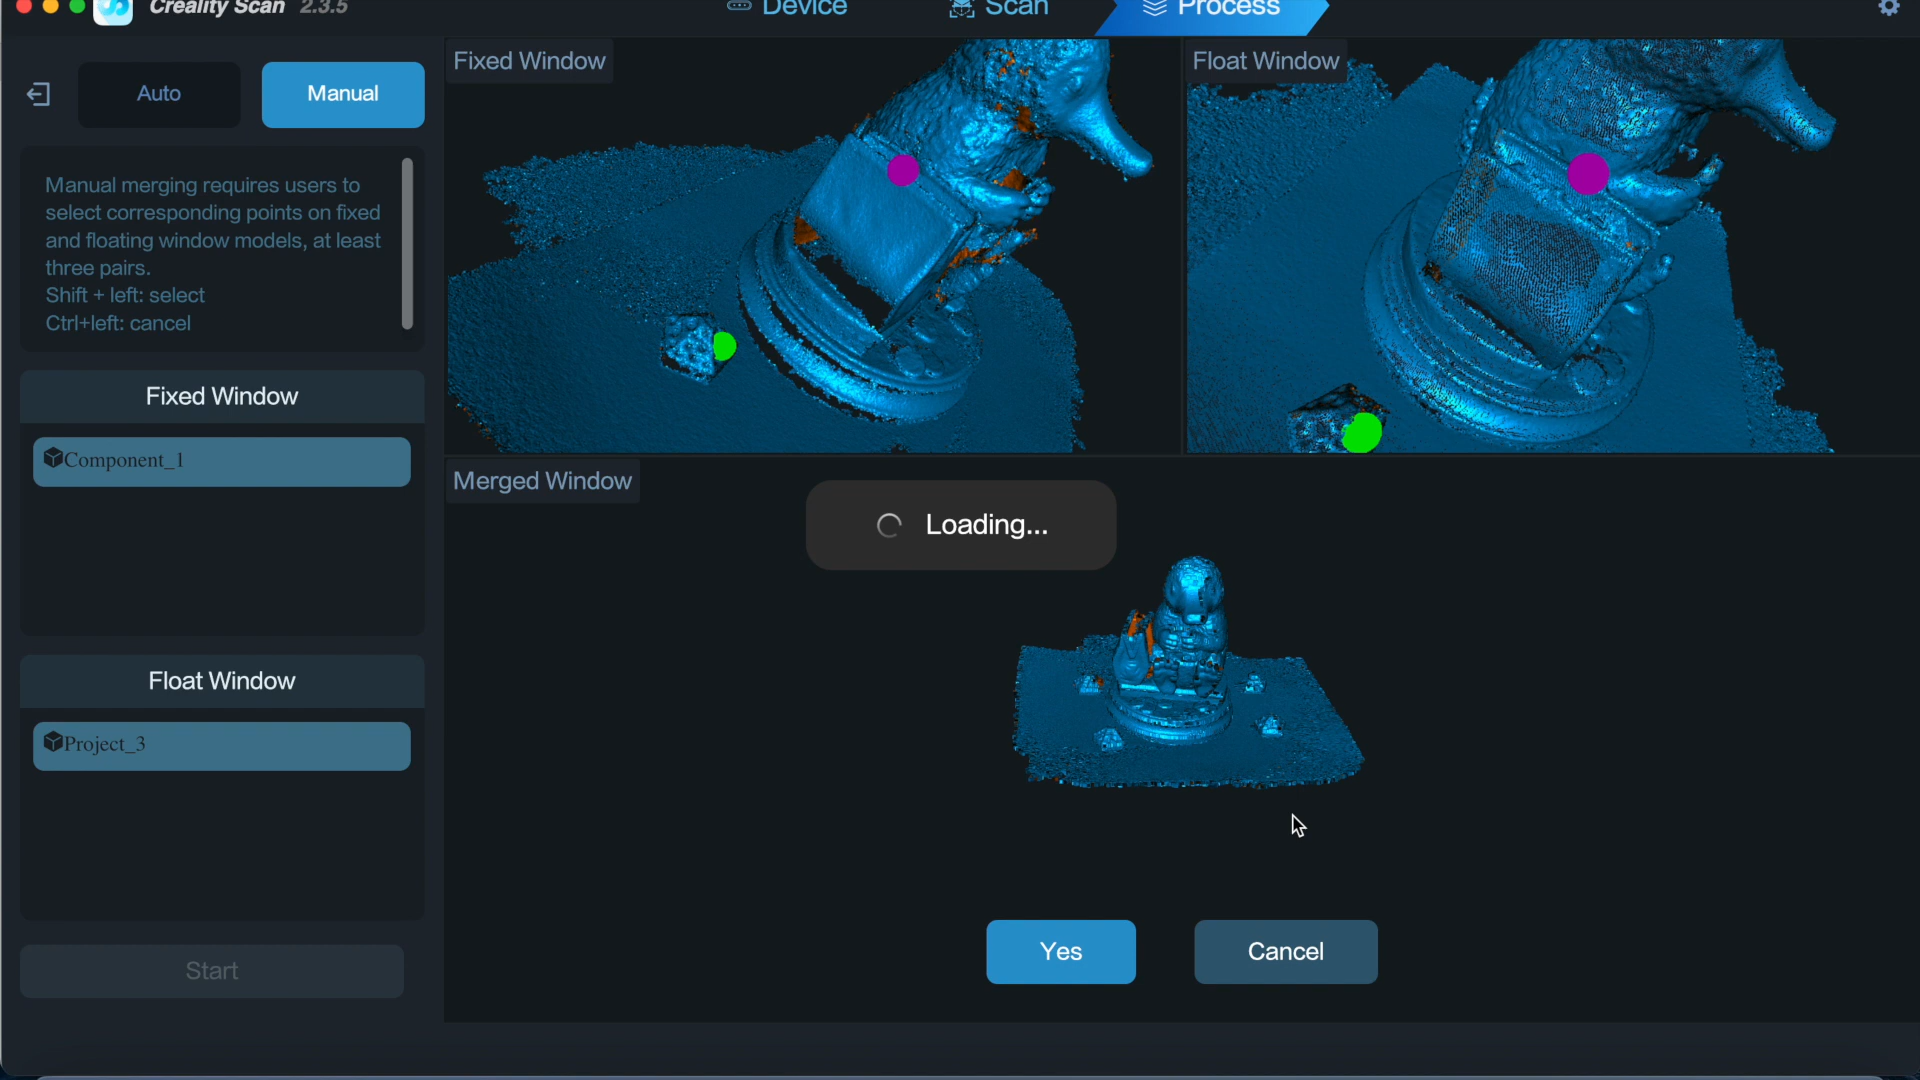 Creality Scan 2.3.5
Device
Scan
Process
Auto
Manual
Manual merging requires users to
select corresponding points on fixed
and floating window models, at least
three pairs.
Shift + left: select
Ctrl+left: cancel
Fixed Window
Component_1
Float Window
Project_3
Start
Fixed Window
Float Window
Merged Window
Loading...
Yes
Cancel